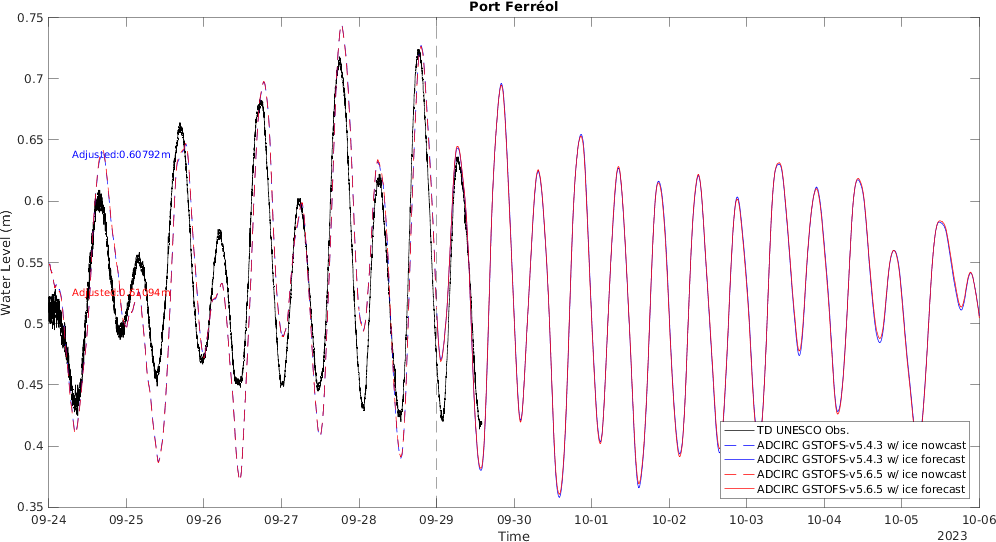 Port Ferréol
0.75
0.7
0.65
0.6
0.55
0.5
0.45
0.4
0.35
Water Level (m)
Adjusted:0.60792m
TD UNESCO Obs.
ADCIRC GSTOFS-v5.4.3 w/ ice nowcast
ADCIRC GSTOFS-v5.4.3 w/ ice forecast
ADCIRC GSTOFS-v5.6.5 w/ ice nowcast
ADCIRC GSTOFS-v5.6.5 w/ ice forecast
09-24 09-25 09-26 09-27 09-28 09-29 09-30 10-01 10-02 10-03 10-04 10-05 10-06
Time
2023